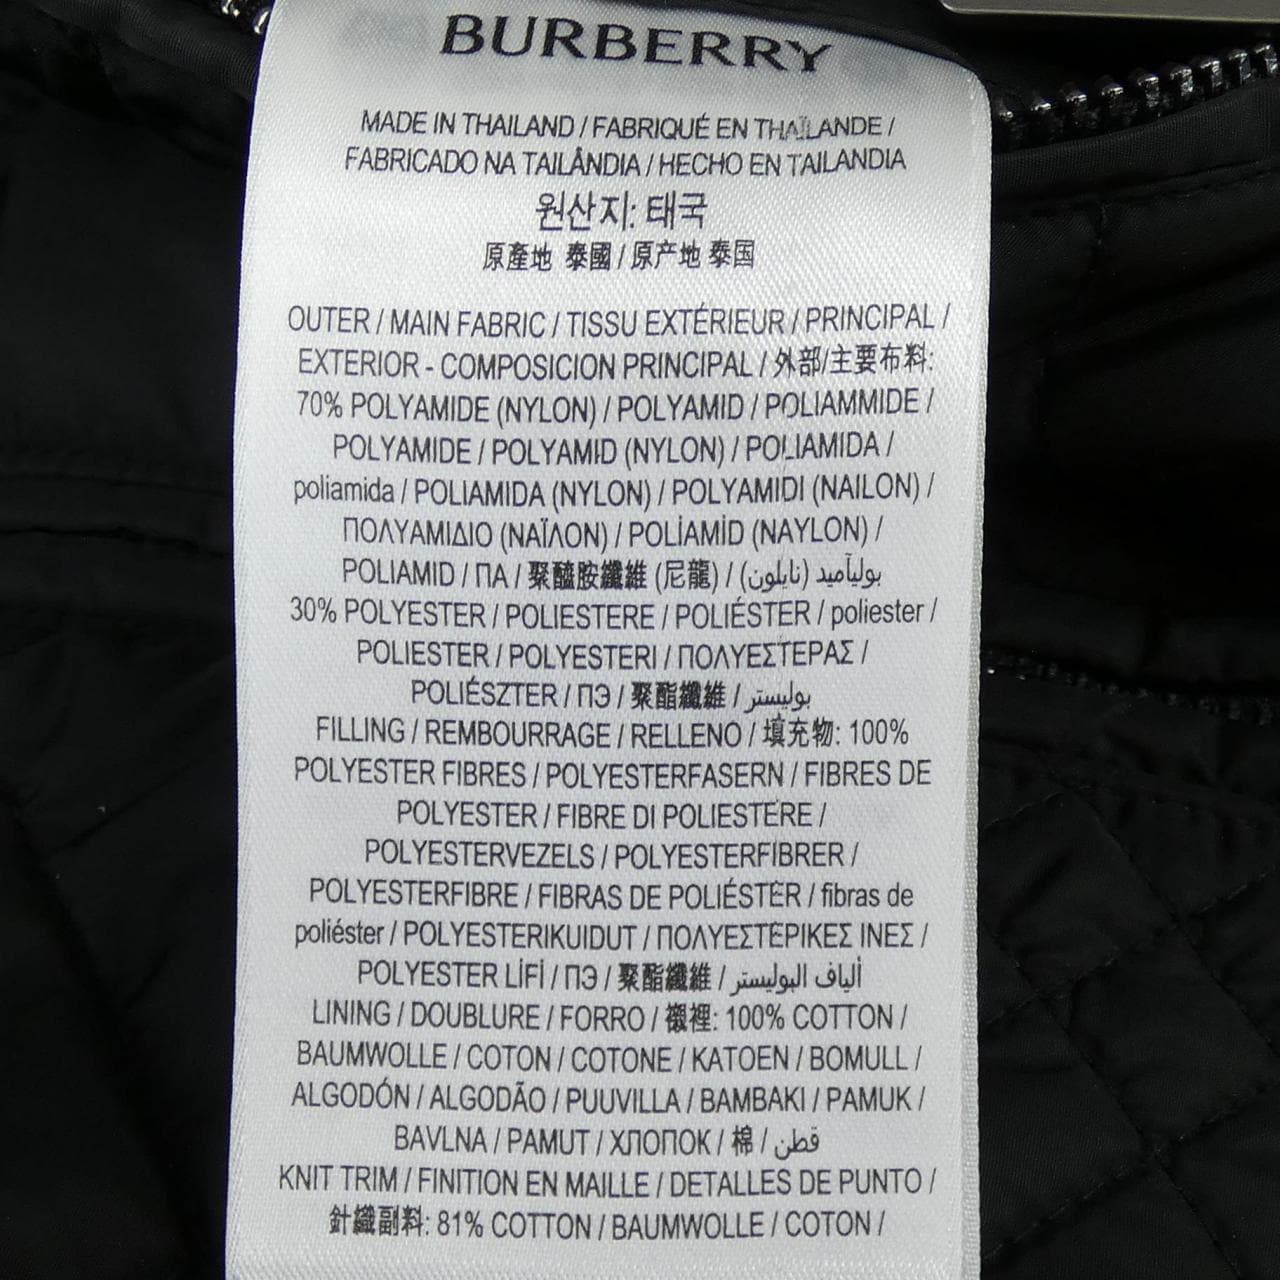 BURBERRY
MADE IN THAILAND / FABRIQUÉ EN THAÏLANDE /
FABRICADO NA TAILÂNDIA / HECHO EN TAILANDIA
원산지: 태국
原產地 泰國 / 原产地 泰国
OUTER / MAIN FABRIC / TISSU EXTÉRIEUR / PRINCIPAL /
EXTERIOR - COMPOSICION PRINCIPAL / 外部/主要布料:
70% POLYAMIDE (NYLON) / POLYAMID / POLIAMMIDE /
POLYAMIDE / POLYAMID (NYLON) / POLIAMIDA /
poliamida / POLIAMIDA (NYLON) / POLYAMIDI (NAILON) /
ΠΟΛΥΑΜΙΔΙΟ (ΝΑΪΛΟΝ) / POLİAMİD (NAYLON) /
POLIAMID / ПА / 聚醯胺纖維 (尼龍) / بوليآميد (نايلون)
30% POLYESTER / POLIESTERE / POLIÉSTER / poliester /
POLIESTER / POLYESTERI / ΠΟΛΥΕΣΤΕΡΑΣ /
POLIÉSZTER / ПЭ / 聚酯纖維 / بوليستر
FILLING / REMBOURRAGE / RELLENO / 填充物: 100%
POLYESTER FIBRES / POLYESTERFASERN / FIBRES DE
POLYESTER / FIBRE DI POLIESTERE /
POLYESTERVEZELS / POLYESTERFIBRER /
POLYESTERFIBRE / FIBRAS DE POLIÉSTER / fibras de
poliéster / POLYESTERIKUIDUT / ΠΟΛΥΕΣΤΕΡΙΚΕΣ ΙΝΕΣ /
POLYESTER LİFİ / ПЭ / 聚酯纖維 / ألياف البوليستر
LINING / DOUBLURE / FORRO / 襯裡: 100% COTTON /
BAUMWOLLE / COTON / COTONE / KATOEN / BOMULL /
ALGODÓN / ALGODÃO / PUUVILLA / BAMBAKI / PAMUK /
BAVLNA / PAMUT / ХЛОПОК / 棉 / قطن
KNIT TRIM / FINITION EN MAILLE / DETALLES DE PUNTO /
針織副料: 81% COTTON / BAUMWOLLE / COTON /